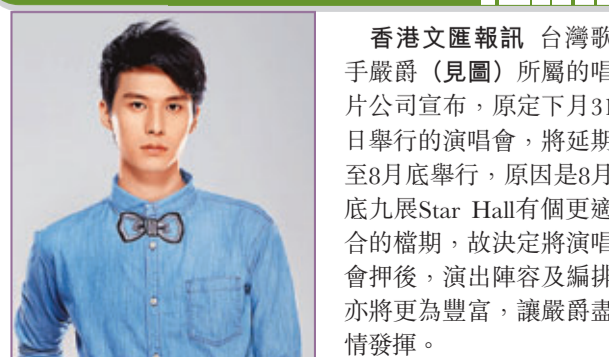 香港文匯報訊 台灣歌
手嚴爵（見圖）所屬的唱
片公司宣布，原定下月31
日舉行的演唱會，將延期
至8月底舉行，原因是8月
底九展Star Hall有個更適
合的檔期，故決定將演唱
會押後，演出陣容及編排
亦將更為豐富，讓嚴爵盡
情發揮。